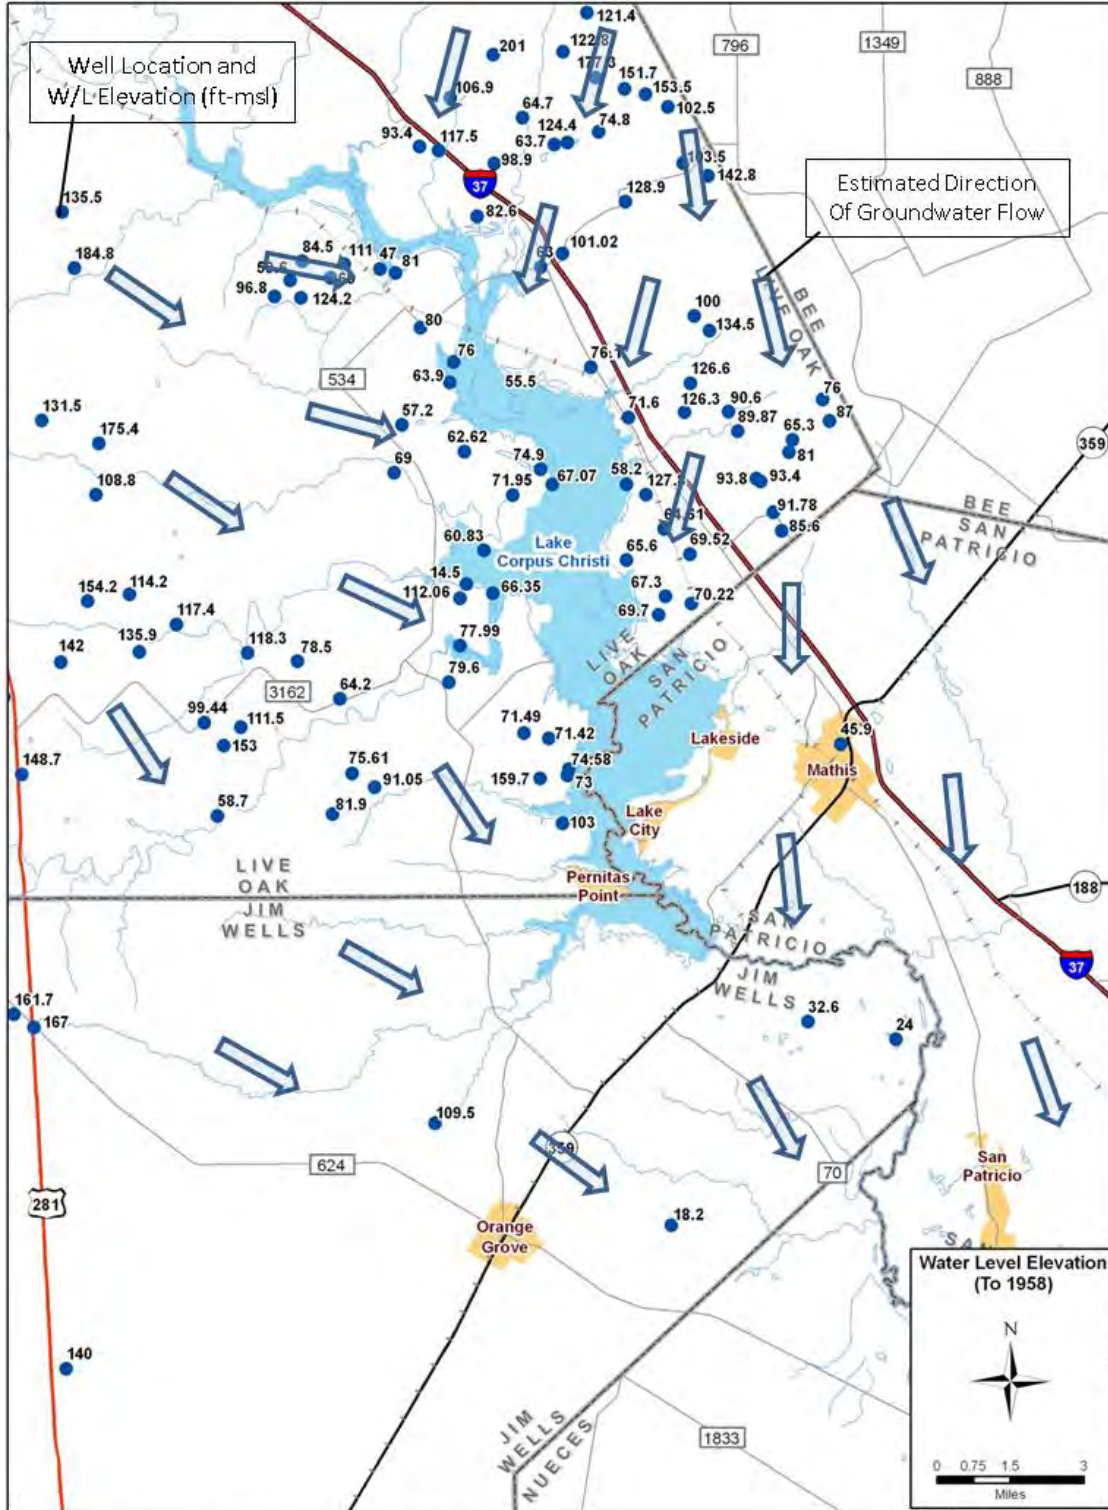 121.4
796
1349
888
122.8
201
177.3
151.7
153.5
102.5
Well Location and
W/L Elevation (ft-msl)
106.9
64.7
124.4
74.8
93.4
117.5
63.7
98.9
37
103.5
142.8
128.9
Estimated Direction
Of Groundwater Flow
135.5
82.6
101.02
63
184.8
84.5
111
47
81
96.8
124.2
BEE
LIVE OAK
100
134.5
80
76
63.9
55.5
76.1
534
126.6
126.3
90.6
89.87
76
87
65.3
81
131.5
175.4
108.8
57.2
71.6
62.62
69
74.9
67.07
71.95
58.2
93.8
93.4
359
91.78
85.6
BEE
SAN
PATRICIO
64.61
69.52
60.83
Lake
Corpus Christi
65.6
14.5
112.06
66.35
67.3
70.22
69.7
154.2
114.2
117.4
135.9
142
118.3
78.5
77.99
79.6
LIVE
OAK
SAN
PATRICIO
3162
64.2
99.44
111.5
153
148.7
71.49
71.42
Lakeside
45.9
Mathis
75.61
91.05
159.7
74.58
73
58.7
81.9
103
Lake
City
LIVE
OAK
JIM
WELLS
Pernitas
Point
188
SAN
PATRICIO
JIM
WELLS
37
161.7
167
32.6
24
109.5
359
624
70
San
Patricio
281
18.2
Orange
Grove
SAN
140
JIM
WELLS
NUECES
1833
Water Level Elevation
(To 1958)
N
0 0.75 1.5 3
Miles